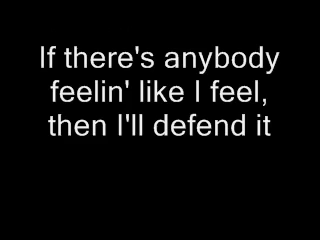 If there's anybody
feelin' like I feel,
then I'll defend it